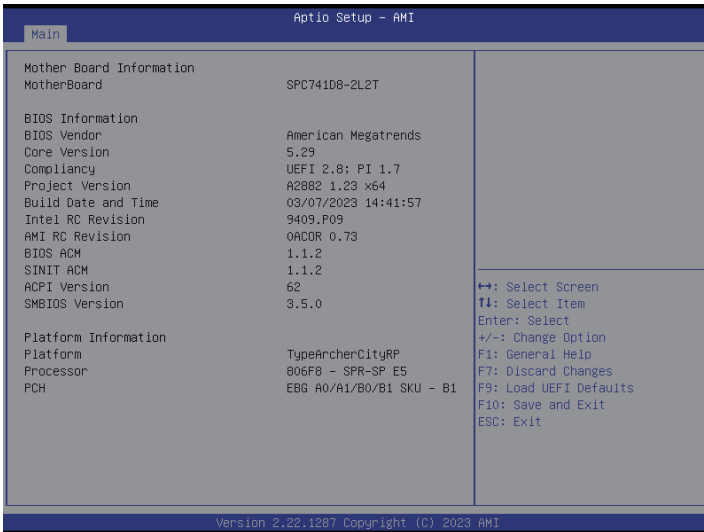 Aptio Setup - AMI
Main
Mother Board Information
MotherBoard SPC741D8-2L2T
BIOS Information
BIOS Vendor American Megatrends
Core Version 5.29
Compliancy UEFI 2.8; PI 1.7
Project Version A2882 1.23 x64
Build Date and Time 03/07/2023 14:41:57
Intel RC Revision 9409.P09
AMI RC Revision 0ACOR 0.73
BIOS ACM 1.1.2
SINIT ACM 1.1.2
ACPI Version 62
SMBIOS Version 3.5.0
Platform Information
Platform TypeArcherCityRP
Processor 806F8 - SPR-SP E5
PCH EBG A0/A1/B0/B1 SKU - B1
↔: Select Screen
↑↓: Select Item
Enter: Select
+/-: Change Option
F1: General Help
F7: Discard Changes
F9: Load UEFI Defaults
F10: Save and Exit
ESC: Exit
Version 2.22.1287 Copyright (C) 2023 AMI